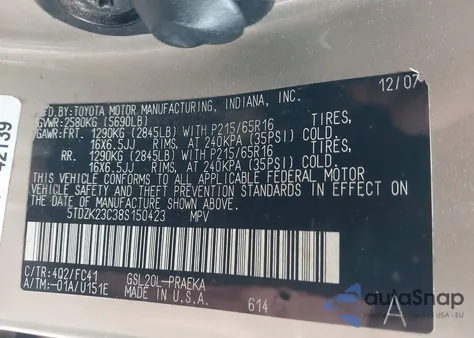 12/07
MFD. BY: TOYOTA MOTOR MANUFACTURING, INDIANA, INC.
GVWR: 2580KG (5690LB)
GAWR: FRT. 1290KG (2845LB) WITH P215/65R16 TIRES,
16X6.5JJ RIMS, AT 240KPA (35PSI) COLD.
RR. 1290KG (2845LB) WITH P215/65R16 TIRES,
16X6.5JJ RIMS, AT 240KPA (35PSI) COLD.
THIS VEHICLE CONFORMS TO ALL APPLICABLE FEDERAL MOTOR
VEHICLE SAFETY AND THEFT PREVENTION STANDARDS IN EFFECT ON
THE DATE OF MANUFACTURE SHOWN ABOVE.
5TDZK23C38S150423 MPV
C/TR: 4Q2/FC41 GSL20L-PRAEKA
A/TM: -01A/U151E MADE IN U.S.A. 614 A
42139
autoSnap